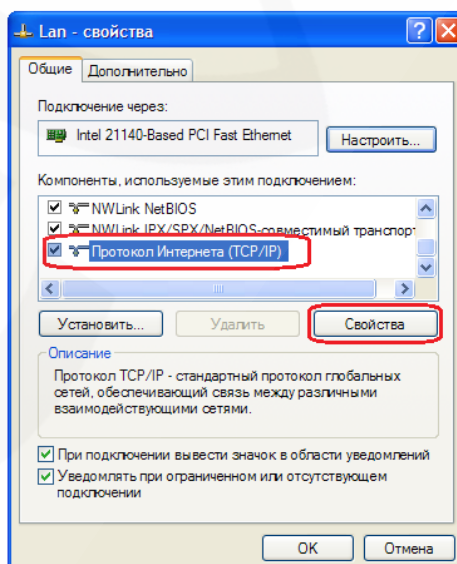 Lan - свойства
Общие Дополнительно
Подключение через:
Intel 21140-Based PCI Fast Ethernet Настроить...
Компоненты, используемые этим подключением:
NWLink NetBIOS
NWLink IPX/SPX/NetBIOS-совместимый транспорт
Протокол Интернета (TCP/IP)
Установить... Удалить Свойства
Описание
Протокол TCP/IP - стандартный протокол глобальных
сетей, обеспечивающий связь между различными
взаимодействующими сетями.
При подключении вывести значок в области уведомлений
Уведомлять при ограниченном или отсутствующем
подключении
OK Отмена